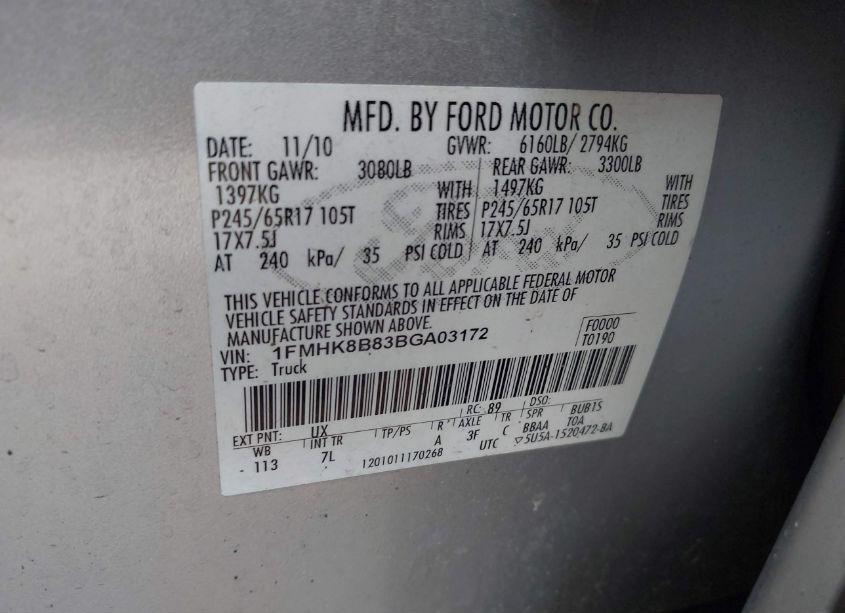 MFD. BY FORD MOTOR CO.
DATE: 11/10 GVWR: 6160LB/ 2794KG
FRONT GAWR: 3080LB REAR GAWR: 3300LB
1397KG WITH 1497KG WITH
P245/65R17 105T TIRES P245/65R17 105T TIRES
17X7.5J RIMS 17X7.5J RIMS
AT 240 kPa/ 35 PSI COLD AT 240 kPa/ 35 PSI COLD
THIS VEHICLE CONFORMS TO ALL APPLICABLE FEDERAL MOTOR
VEHICLE SAFETY STANDARDS IN EFFECT ON THE DATE OF
MANUFACTURE SHOWN ABOVE.
VIN: 1FMHK8B83BGA03172 F0000
TYPE: Truck T0190
RC: 89 DSO:
EXT PNT: UX
WB INT TR TP/PS R AXLE TR SPR BUB1S
113 7L A 3F C BBAA TOA
1201011170268 UTC ▽5U5A-1520472-BA